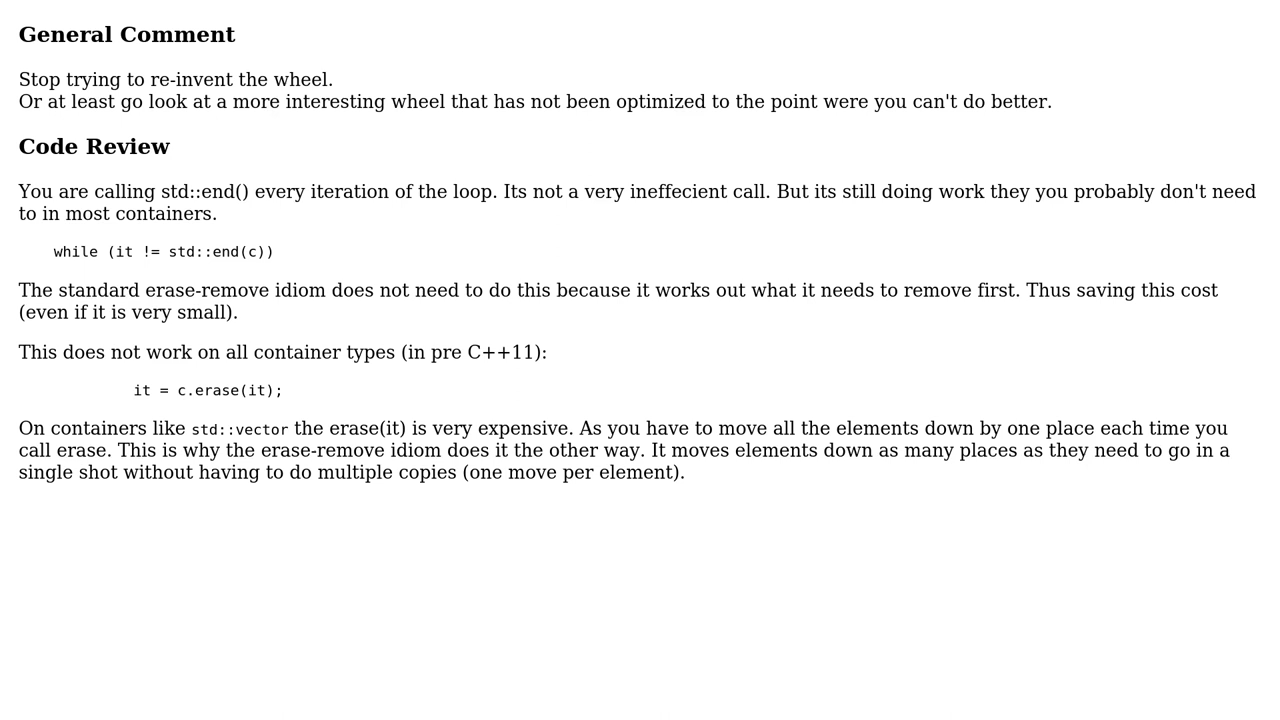 General Comment
Stop trying to re-invent the wheel.
Or at least go look at a more interesting wheel that has not been optimized to the point were you can't do better.
Code Review
You are calling std::end() every iteration of the loop. Its not a very ineffecient call. But its still doing work they you probably don't need
to in most containers.
while (it != std::end(c))
The standard erase-remove idiom does not need to do this because it works out what it needs to remove first. Thus saving this cost
(even if it is very small).
This does not work on all container types (in pre C++11):
it = c.erase(it);
On containers like std::vector the erase(it) is very expensive. As you have to move all the elements down by one place each time you
call erase. This is why the erase-remove idiom does it the other way. It moves elements down as many places as they need to go in a
single shot without having to do multiple copies (one move per element).